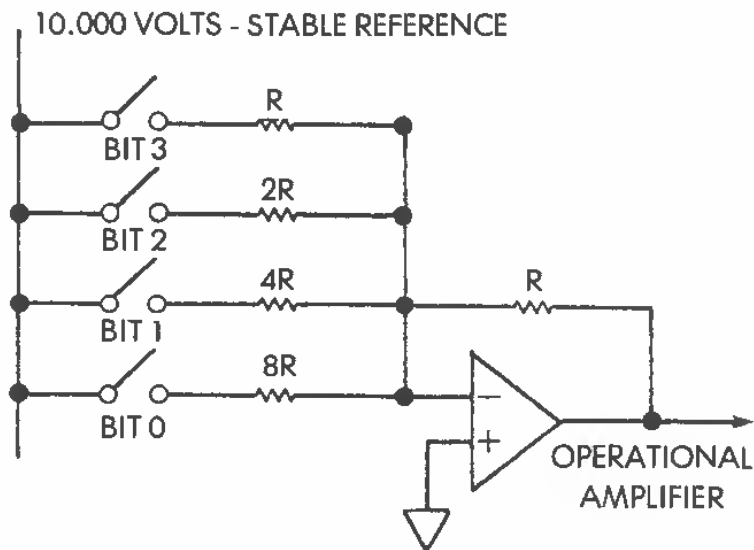 10.000 VOLTS - STABLE REFERENCE
R
BIT 3
2R
BIT 2
4R
BIT 1
R
8R
BIT 0
−
+
OPERATIONAL
AMPLIFIER